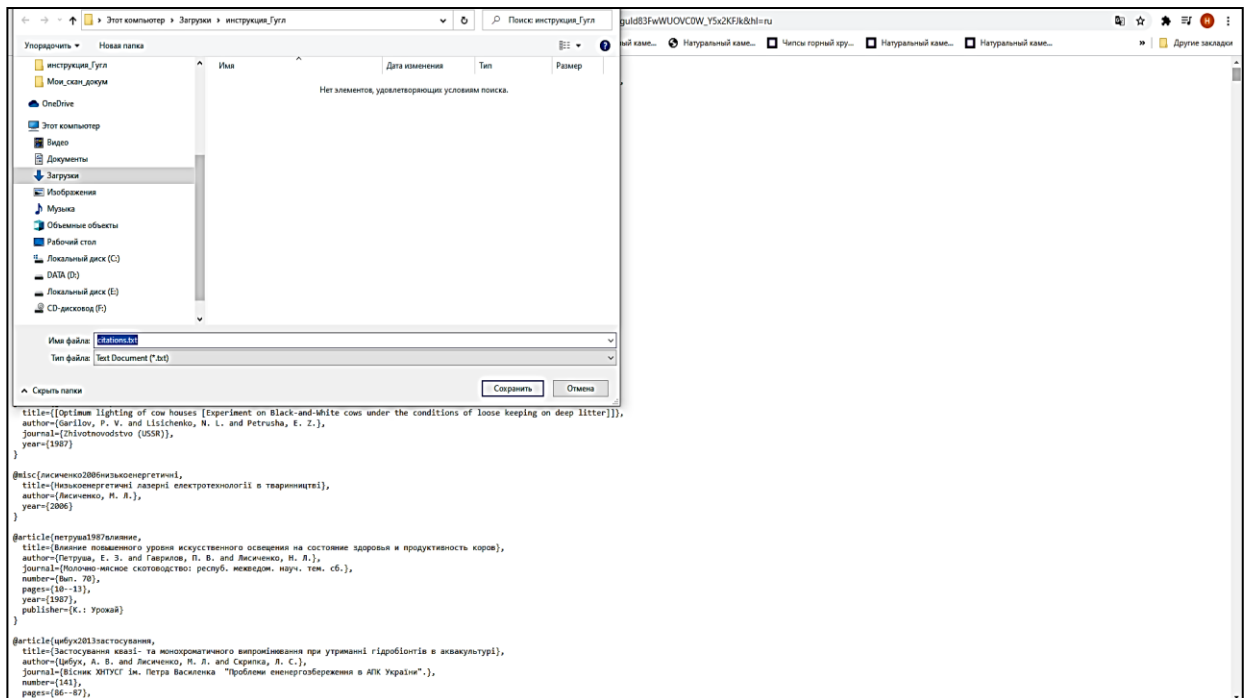 Этот компьютер › Загрузки › инструкция_Гугл
Поиск: инструкция_Гугл
guld83FwWUOVC0W_Y5x2KFJk&hl=ru
Упорядочить
Новая папка
ный каме...
Натуральный каме...
Чипсы горный хру...
Натуральный каме...
Натуральный каме...
»
Другие закладки
инструкция_Гугл
Мои_скан_докум
OneDrive
Этот компьютер
Видео
Документы
Загрузки
Изображения
Музыка
Объемные объекты
Рабочий стол
Локальный диск (C:)
DATA (D:)
Локальный диск (E:)
CD-дисковод (F:)
Имя
Дата изменения
Тип
Размер
Нет элементов, удовлетворяющих условиям поиска.
Имя файла: citations.txt
Тип файла: Text Document (*.txt)
Скрыть папки
Сохранить
Отмена
title={[Optimum lighting of cow houses [Experiment on Black-and-White cows under the conditions of loose keeping on deep litter]]},
author={Garilov, P. V. and Lisichenko, N. L. and Petrusha, E. Z.},
journal={Zhivotnovodstvo (USSR)},
year={1987}
}
@misc{лисиченко2006низькоенергетичні,
title={Низькоенергетичні лазерні електротехнології в тваринництві},
author={Лисиченко, М. Л.},
year={2006}
}
@article{петруша1987влияние,
title={Влияние повышенного уровня искусственного освещения на состояние здоровья и продуктивность коров},
author={Петруша, Е. З. and Гаврилов, П. В. and Лисиченко, Н. Л.},
journal={Молочно-мясное скотоводство: респуб. межведом. науч. тем. сб.},
number={Вып. 70},
pages={10--13},
year={1987},
publisher={К.: Урожай}
}
@article{цибух2013застосування,
title={Застосування квазі- та монохроматичного випромінювання при утриманні гідробіонтів в аквакультурі},
author={Цибух, А. В. and Лисиченко, М. Л. and Скрипка, Л. С.},
journal={Вісник ХНТУСГ ім. Петра Василенка "Проблеми ененергозбереження в АПК України".},
number={141},
pages={86--87},